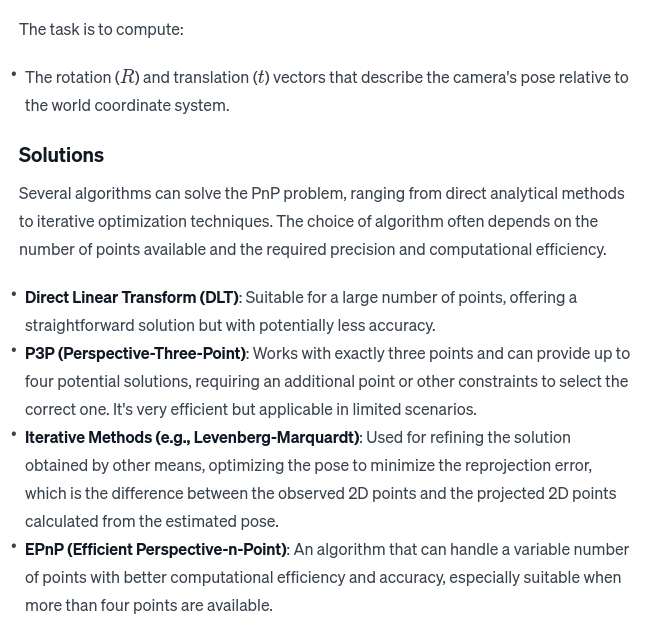 The task is to compute:
• The rotation (R) and translation (t) vectors that describe the camera's pose relative to
the world coordinate system.
Solutions
Several algorithms can solve the PnP problem, ranging from direct analytical methods
to iterative optimization techniques. The choice of algorithm often depends on the
number of points available and the required precision and computational efficiency.
• Direct Linear Transform (DLT): Suitable for a large number of points, offering a
straightforward solution but with potentially less accuracy.
• P3P (Perspective-Three-Point): Works with exactly three points and can provide up to
four potential solutions, requiring an additional point or other constraints to select the
correct one. It's very efficient but applicable in limited scenarios.
• Iterative Methods (e.g., Levenberg-Marquardt): Used for refining the solution
obtained by other means, optimizing the pose to minimize the reprojection error,
which is the difference between the observed 2D points and the projected 2D points
calculated from the estimated pose.
• EPnP (Efficient Perspective-n-Point): An algorithm that can handle a variable number
of points with better computational efficiency and accuracy, especially suitable when
more than four points are available.